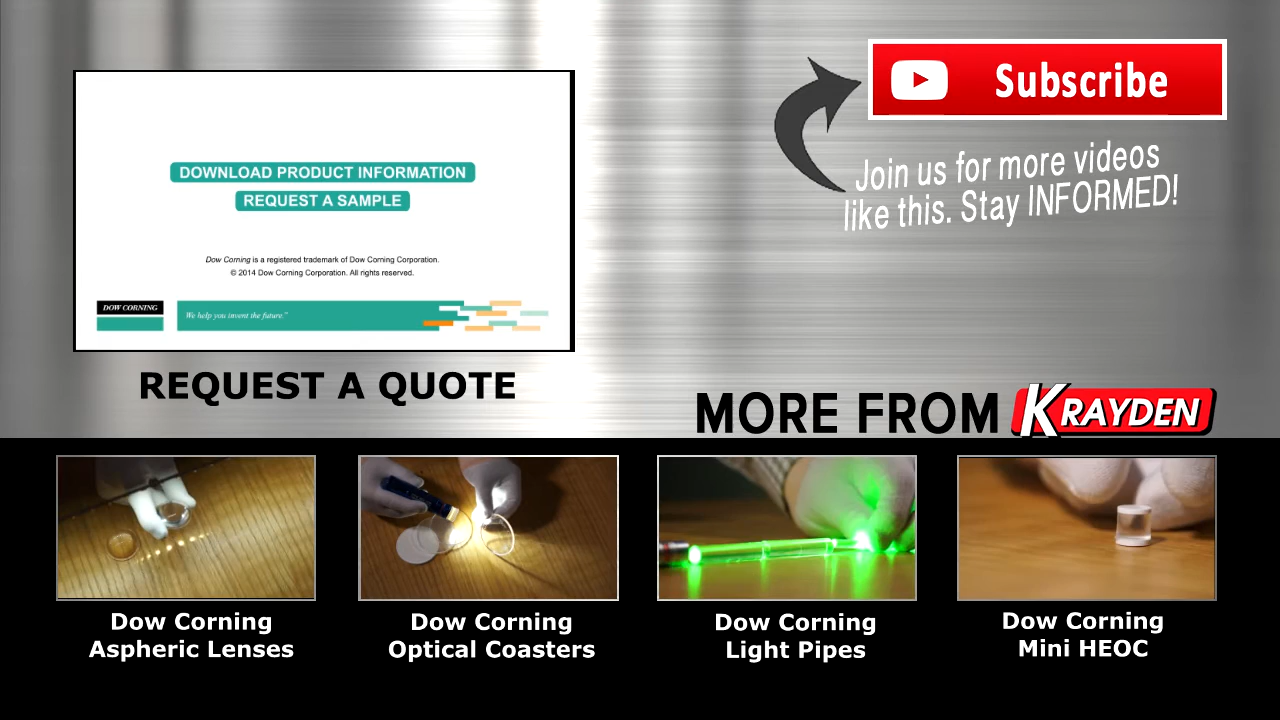 DOWNLOAD PRODUCT INFORMATION
REQUEST A SAMPLE
Dow Corning is a registered trademark of Dow Corning Corporation.
© 2014 Dow Corning Corporation. All rights reserved.
DOW CORNING
We help you invent the future.™
REQUEST A QUOTE
Subscribe
Join us for more videos
like this. Stay INFORMED!
MORE FROM KRAYDEN
Dow Corning
Aspheric Lenses
Dow Corning
Optical Coasters
Dow Corning
Light Pipes
Dow Corning
Mini HEOC